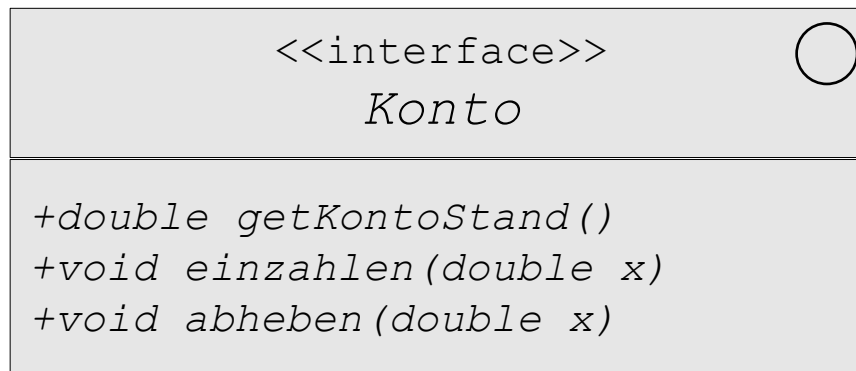 <<interface>>
Konto
+double getKontoStand()
+void einzahlen(double x)
+void abheben(double x)